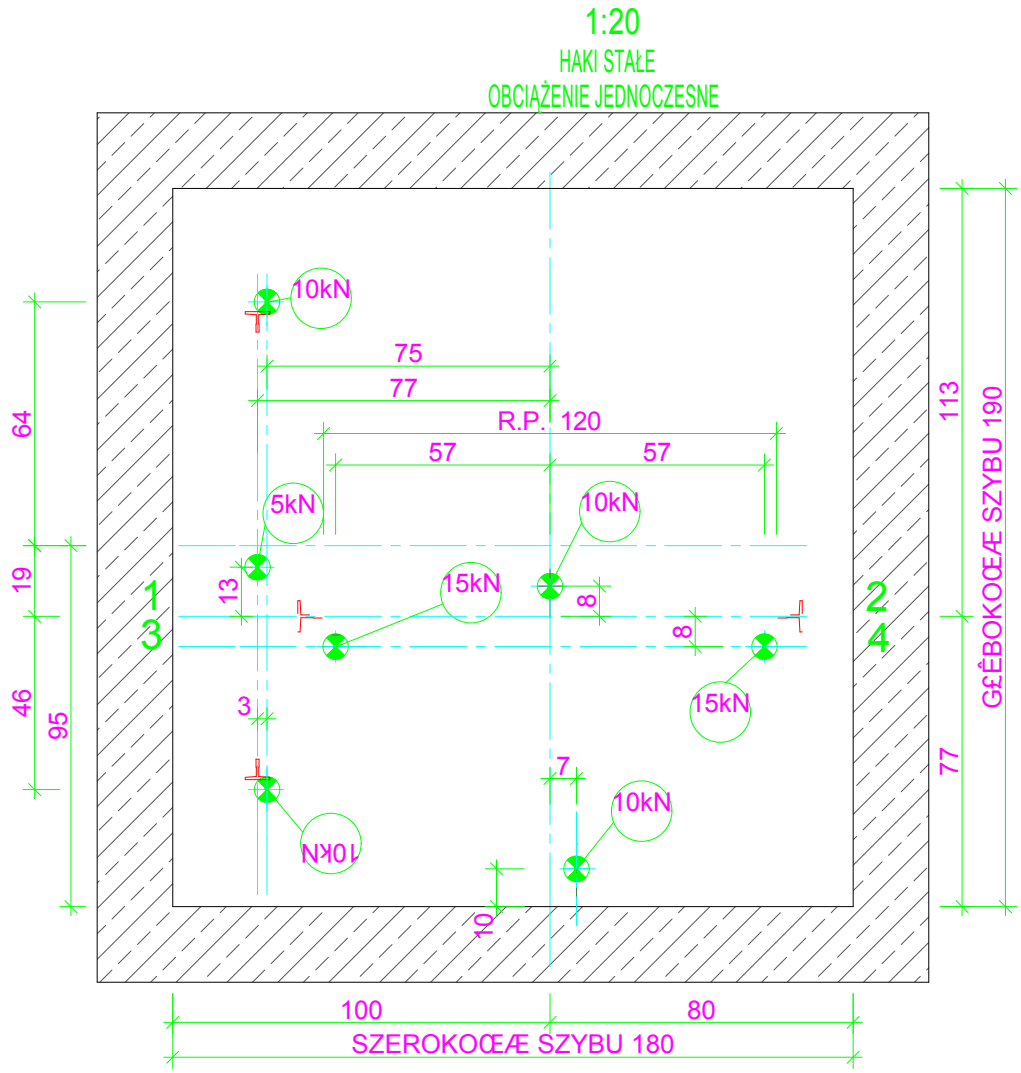 1:20
HAKI STAŁE
OBCIĄŻENIE JEDNOCZESNE
10kN
75
77
R.P. 120
57
57
5kN
10kN
15kN
13
8
8
1
3
2
4
3
15kN
7
10kN
10kN
10
64
19
46
95
113
77
G£ÊBOKOŒÆ SZYBU 190
100
80
SZEROKOŒÆ SZYBU 180